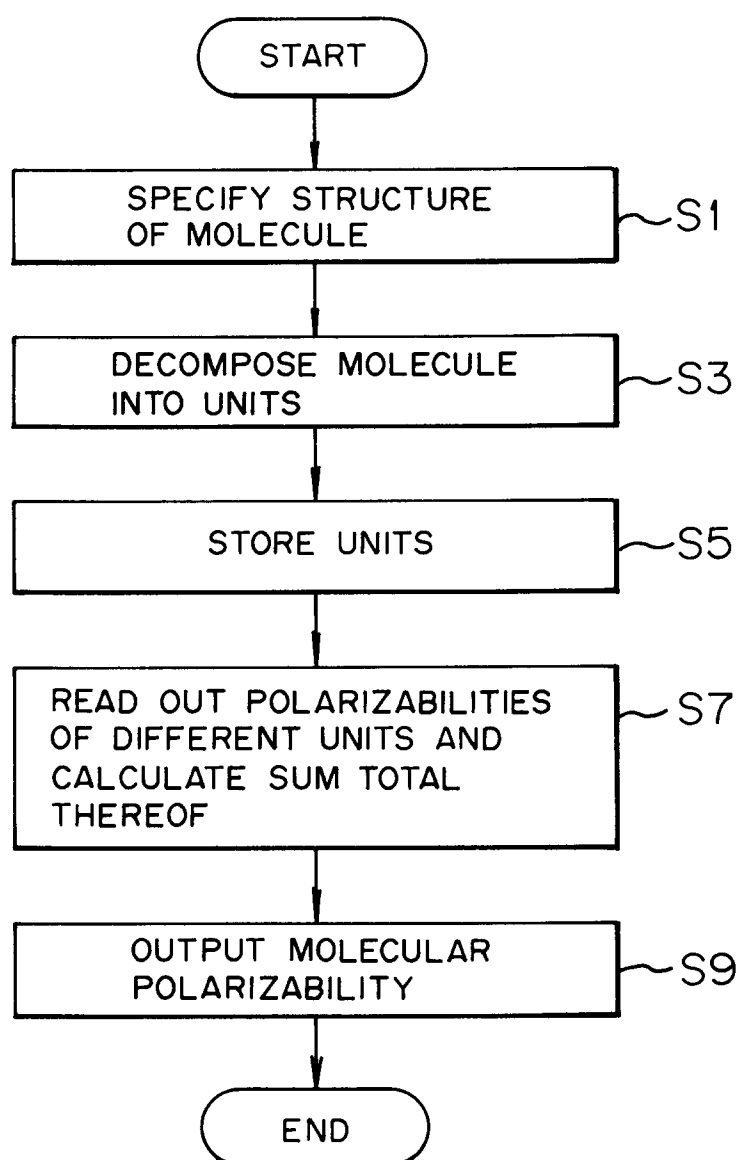 START
SPECIFY STRUCTURE
OF MOLECULE
S1
DECOMPOSE MOLECULE
INTO UNITS
S3
STORE UNITS
S5
READ OUT POLARIZABILITIES
OF DIFFERENT UNITS AND
CALCULATE SUM TOTAL
THEREOF
S7
OUTPUT MOLECULAR
POLARIZABILITY
S9
END